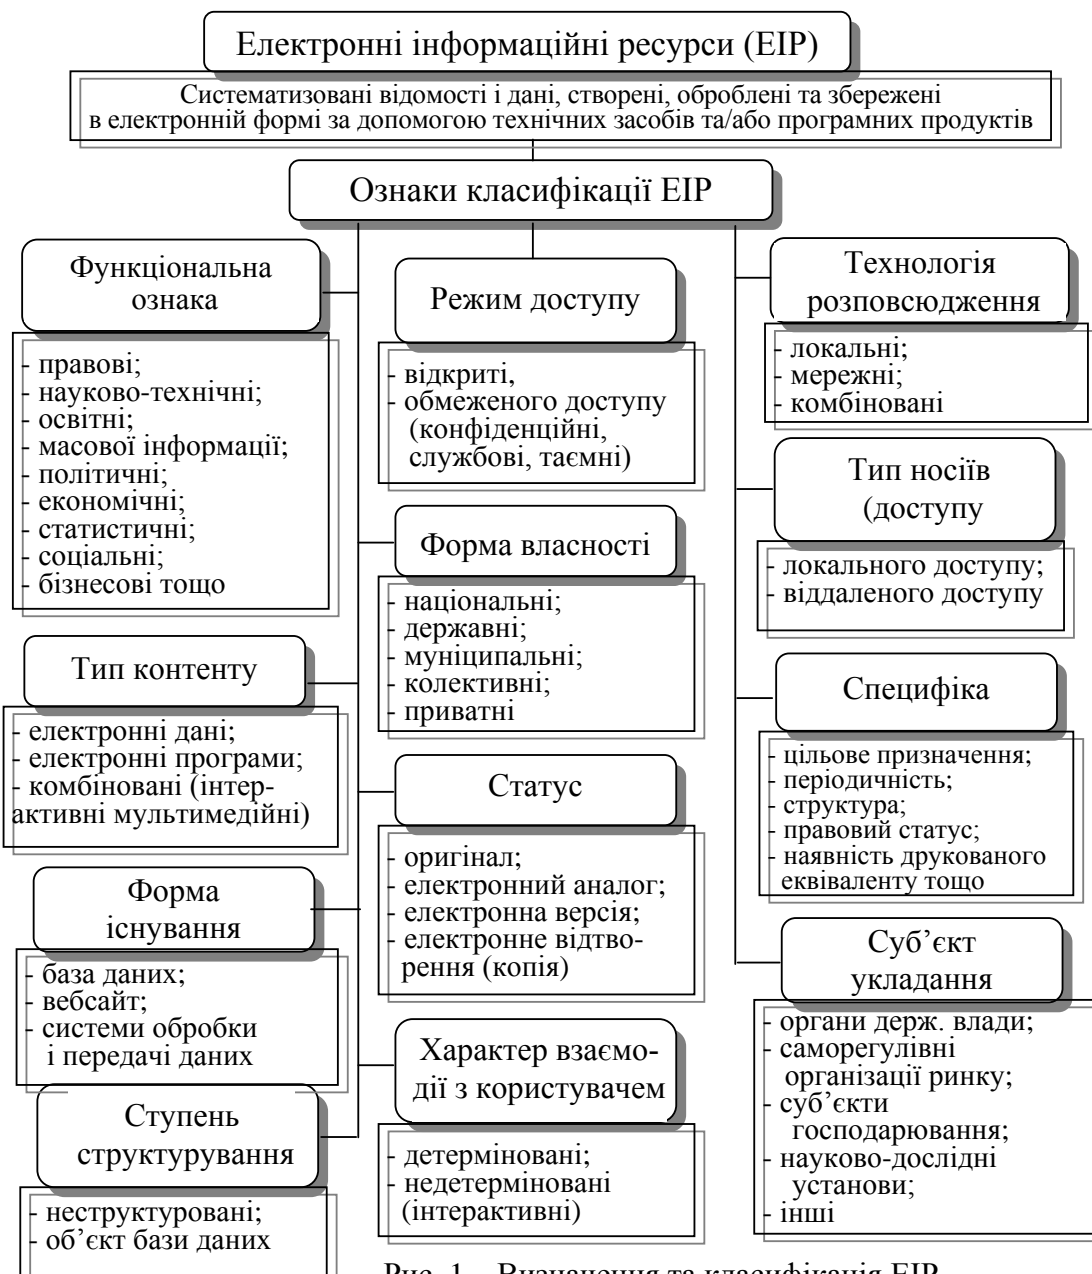 Електронні інформаційні ресурси (ЕІР)
Систематизовані відомості і дані, створені, оброблені та збережені
в електронній формі за допомогою технічних засобів та/або програмних продуктів
Ознаки класифікації ЕІР
Функціональна
ознака
- правові;
- науково-технічні;
- освітні;
- масової інформації;
- політичні;
- економічні;
- статистичні;
- соціальні;
- бізнесові тощо
Тип контенту
- електронні дані;
- електронні програми;
- комбіновані (інтер-
активні мультимедійні)
Форма
існування
- база даних;
- вебсайт;
- системи обробки
і передачі даних
Ступень
структурування
- неструктуровані;
- об’єкт бази даних
Режим доступу
- відкриті,
- обмеженого доступу
(конфіденційні,
службові, таємні)
Форма власності
- національні;
- державні;
- муніципальні;
- колективні;
- приватні
Статус
- оригінал;
- електронний аналог;
- електронна версія;
- електронне відтво-
рення (копія)
Характер взаємо-
дії з користувачем
- детерміновані;
- недетерміновані
(інтерактивні)
Технологія
розповсюдження
- локальні;
- мережні;
- комбіновані
Тип носіїв
(доступу
- локального доступу;
- віддаленого доступу
Специфіка
- цільове призначення;
- періодичність;
- структура;
- правовий статус;
- наявність друкованого
еквіваленту тощо
Суб’єкт
укладання
- органи держ. влади;
- саморегулівні
організації ринку;
- суб’єкти
господарювання;
- науково-дослідні
установи;
- інші
Рис. 1 – Визначення та класифікація ЕІР